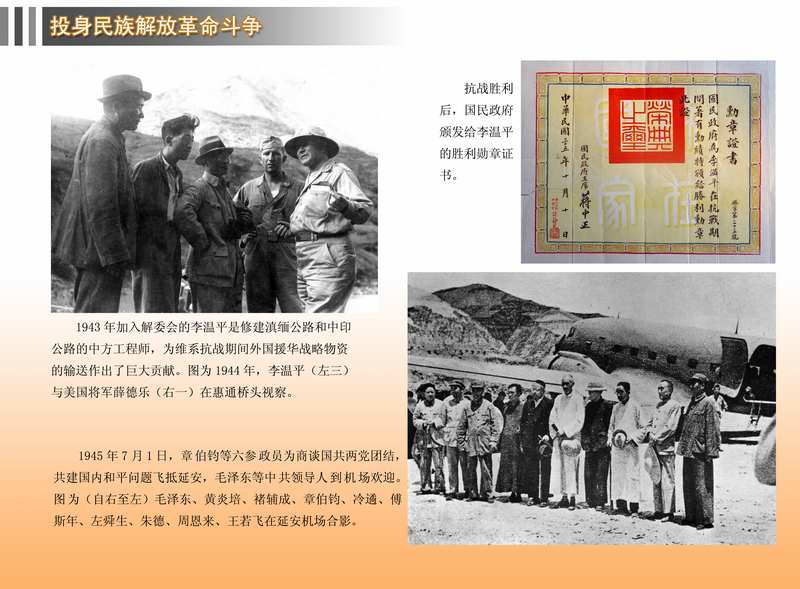 投身民族解放革命斗争
1943 年加入解委会的李温平是修建滇缅公路和中印
公路的中方工程师，为维系抗战期间外国援华战略物资
的输送作出了巨大贡献。图为 1944 年，李温平（左三）
与美国将军薛德乐（右一）在惠通桥头视察。
抗战胜利
后，国民政府
颁发给李温平
的胜利勋章证
书。
勳章證書
國民政府爲李温平在抗戰期
間著有勳績特頒給勝利勳章
此證
國民政府主席 蔣中正
中華民國三十五年十月十日
榮典之璽
1945 年 7 月 1 日，章伯钧等六参政员为商谈国共两党团结，
共建国内和平问题飞抵延安，毛泽东等中共领导人到机场欢迎。
图为（自右至左）毛泽东、黄炎培、褚辅成、章伯钧、冷遹、傅
斯年、左舜生、朱德、周恩来、王若飞在延安机场合影。